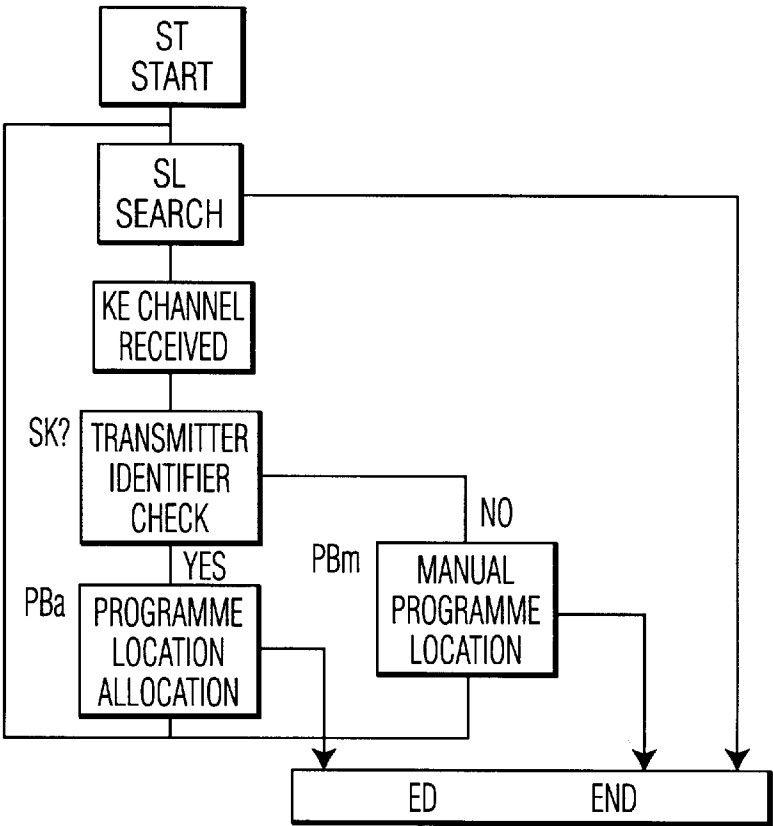 ST
START
SL
SEARCH
KE CHANNEL
RECEIVED
SK?
TRANSMITTER
IDENTIFIER
CHECK
NO
YES
PBm
MANUAL
PROGRAMME
LOCATION
PBa
PROGRAMME
LOCATION
ALLOCATION
ED END